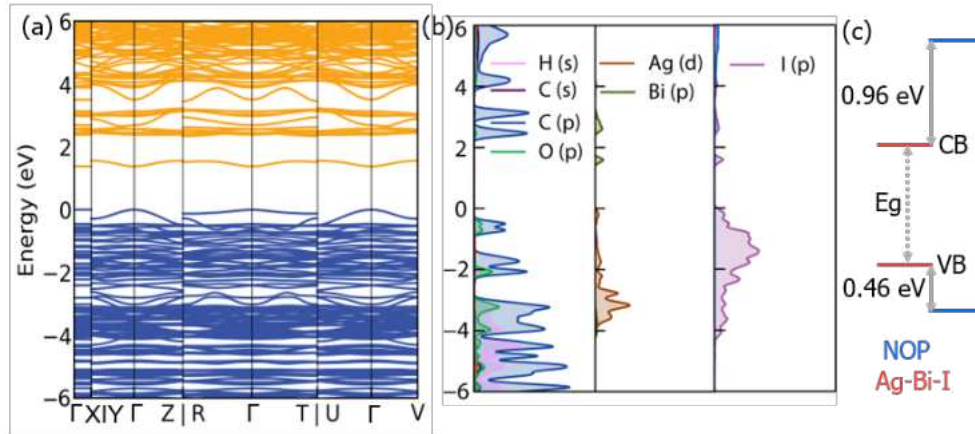 (a)
6
4
2
0
−2
−4
−6
Energy (eV)
Γ XIY Γ Z|R Γ T|U Γ V
(b)
6
4
2
0
−2
−4
−6
H (s)
C (s)
C (p)
O (p)
Ag (d)
Bi (p)
I (p)
(c)
0.96 eV
CB
Eg
VB
0.46 eV
NOP
Ag-Bi-I